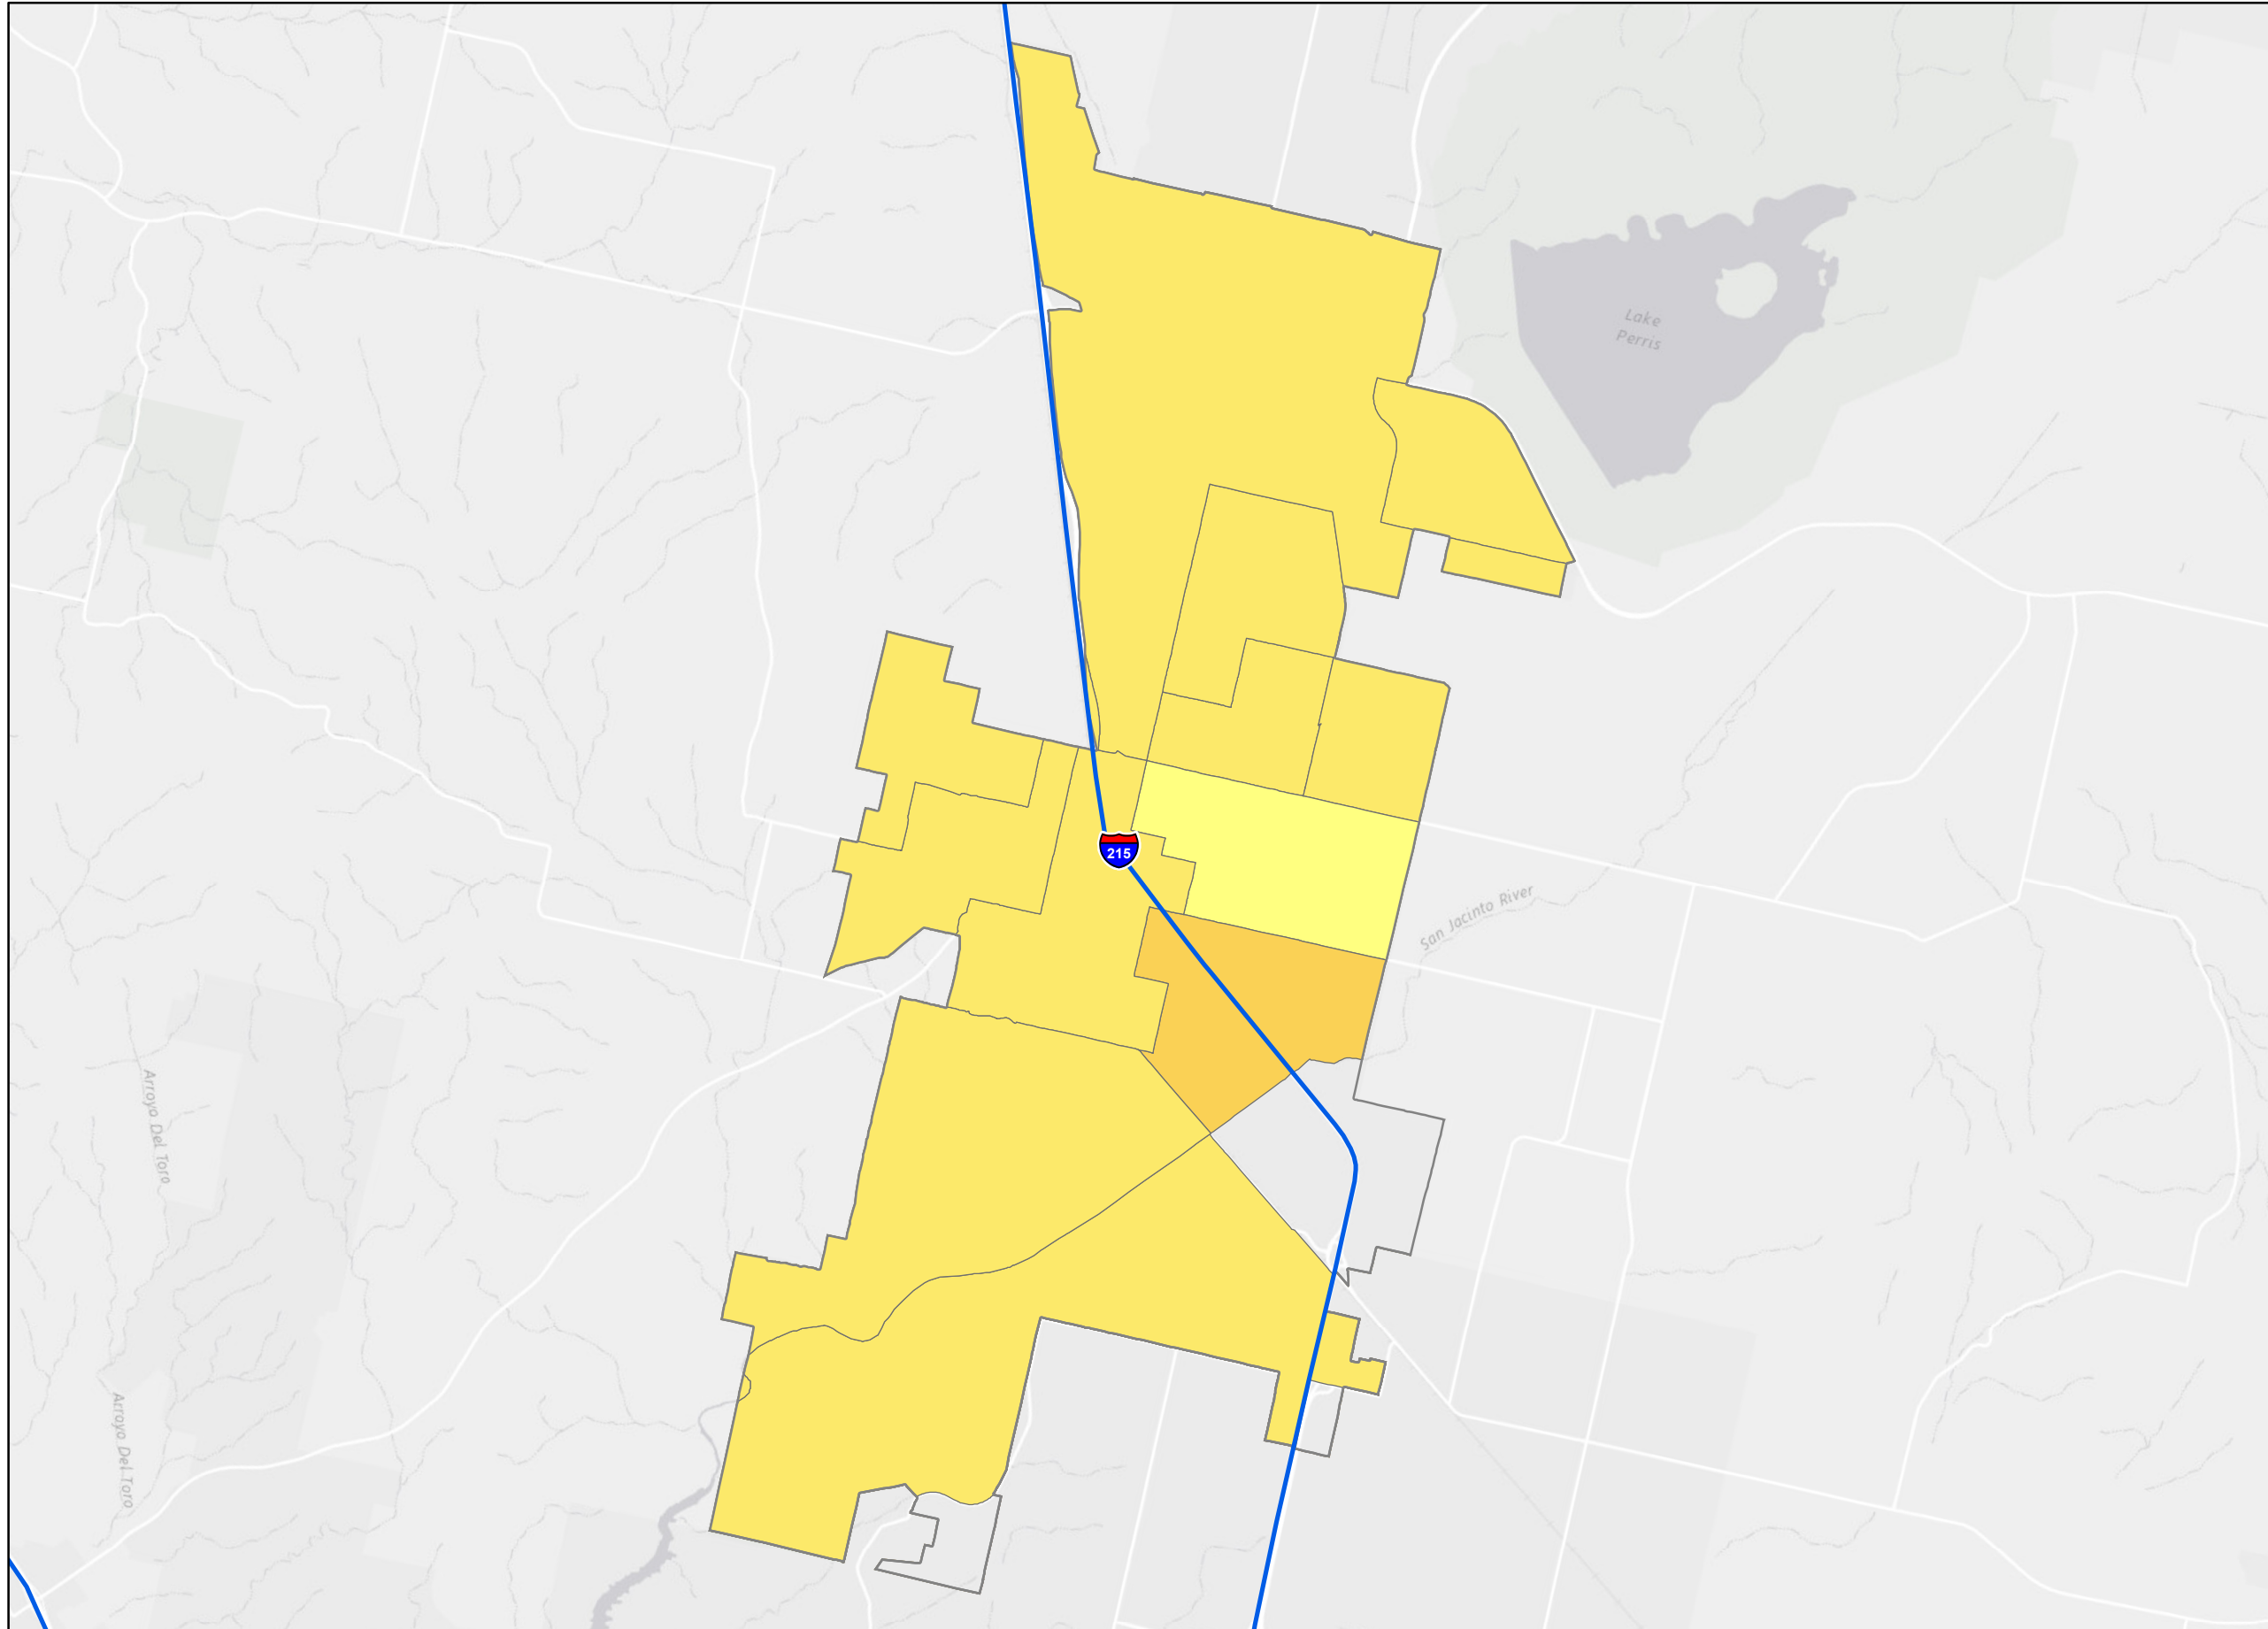 Lake
Perris
215
San Jacinto River
Arroyo Del Toro
Arroyo Del Toro